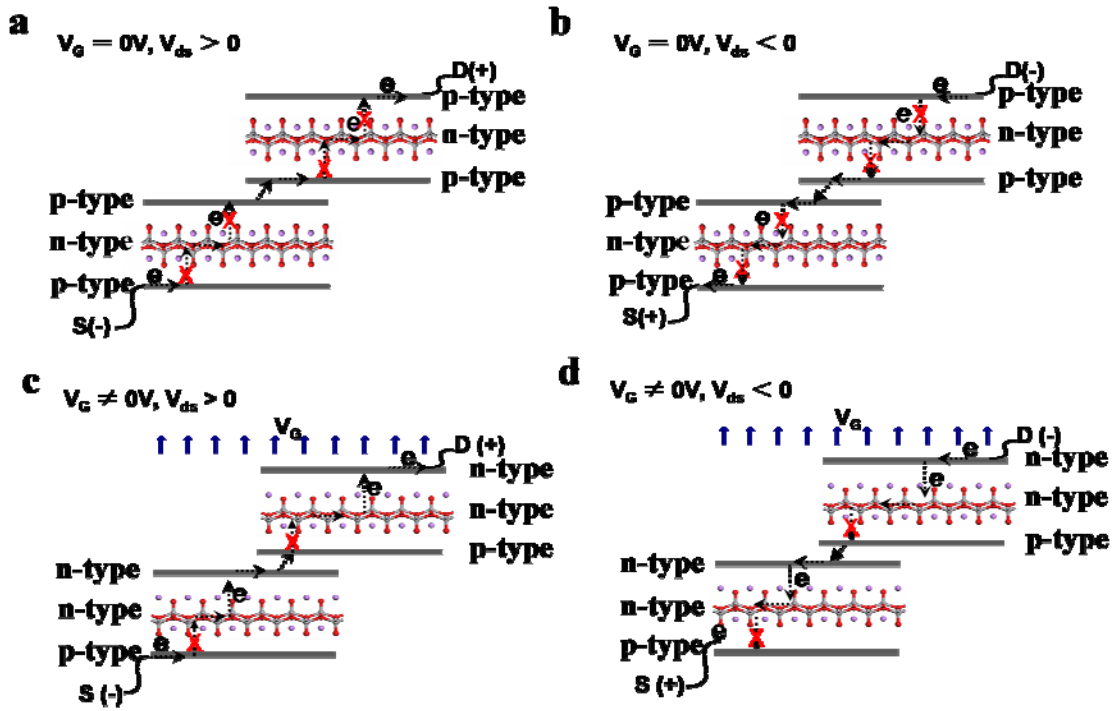 a
V_G = 0V, V_ds > 0
D(+)
e
p-type
e
n-type
p-type
p-type
e
n-type
p-type
e
S(-)
b
V_G = 0V, V_ds < 0
D(-)
e
p-type
e
n-type
p-type
p-type
e
n-type
p-type
e
S(+)
c
V_G ≠ 0V, V_ds > 0
V_G
D (+)
e
n-type
e
n-type
p-type
n-type
e
n-type
p-type
e
S (-)
d
V_G ≠ 0V, V_ds < 0
V_G
D (-)
e
n-type
e
n-type
p-type
n-type
e
n-type
p-type
e
S (+)